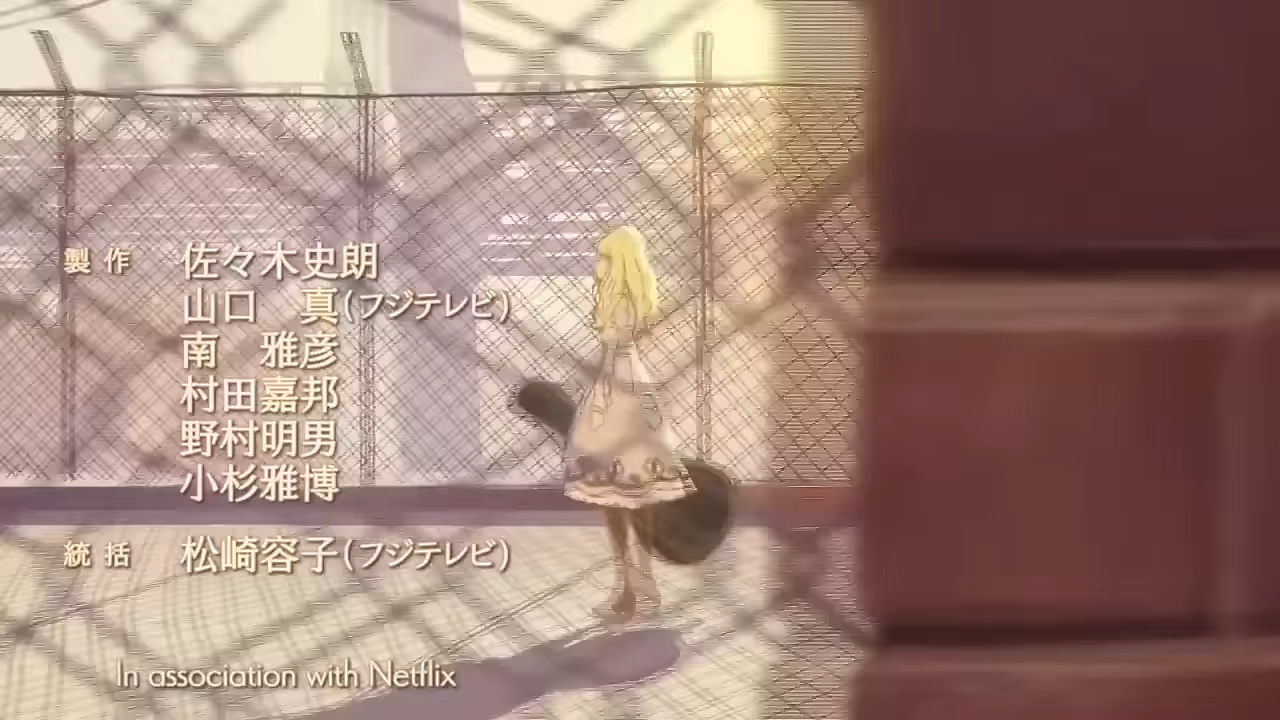 製作 佐々木史朗
山口 真(フジテレビ)
南 雅彦
村田嘉邦
野村明男
小杉雅博
統括 松崎容子(フジテレビ)
In association with Netflix